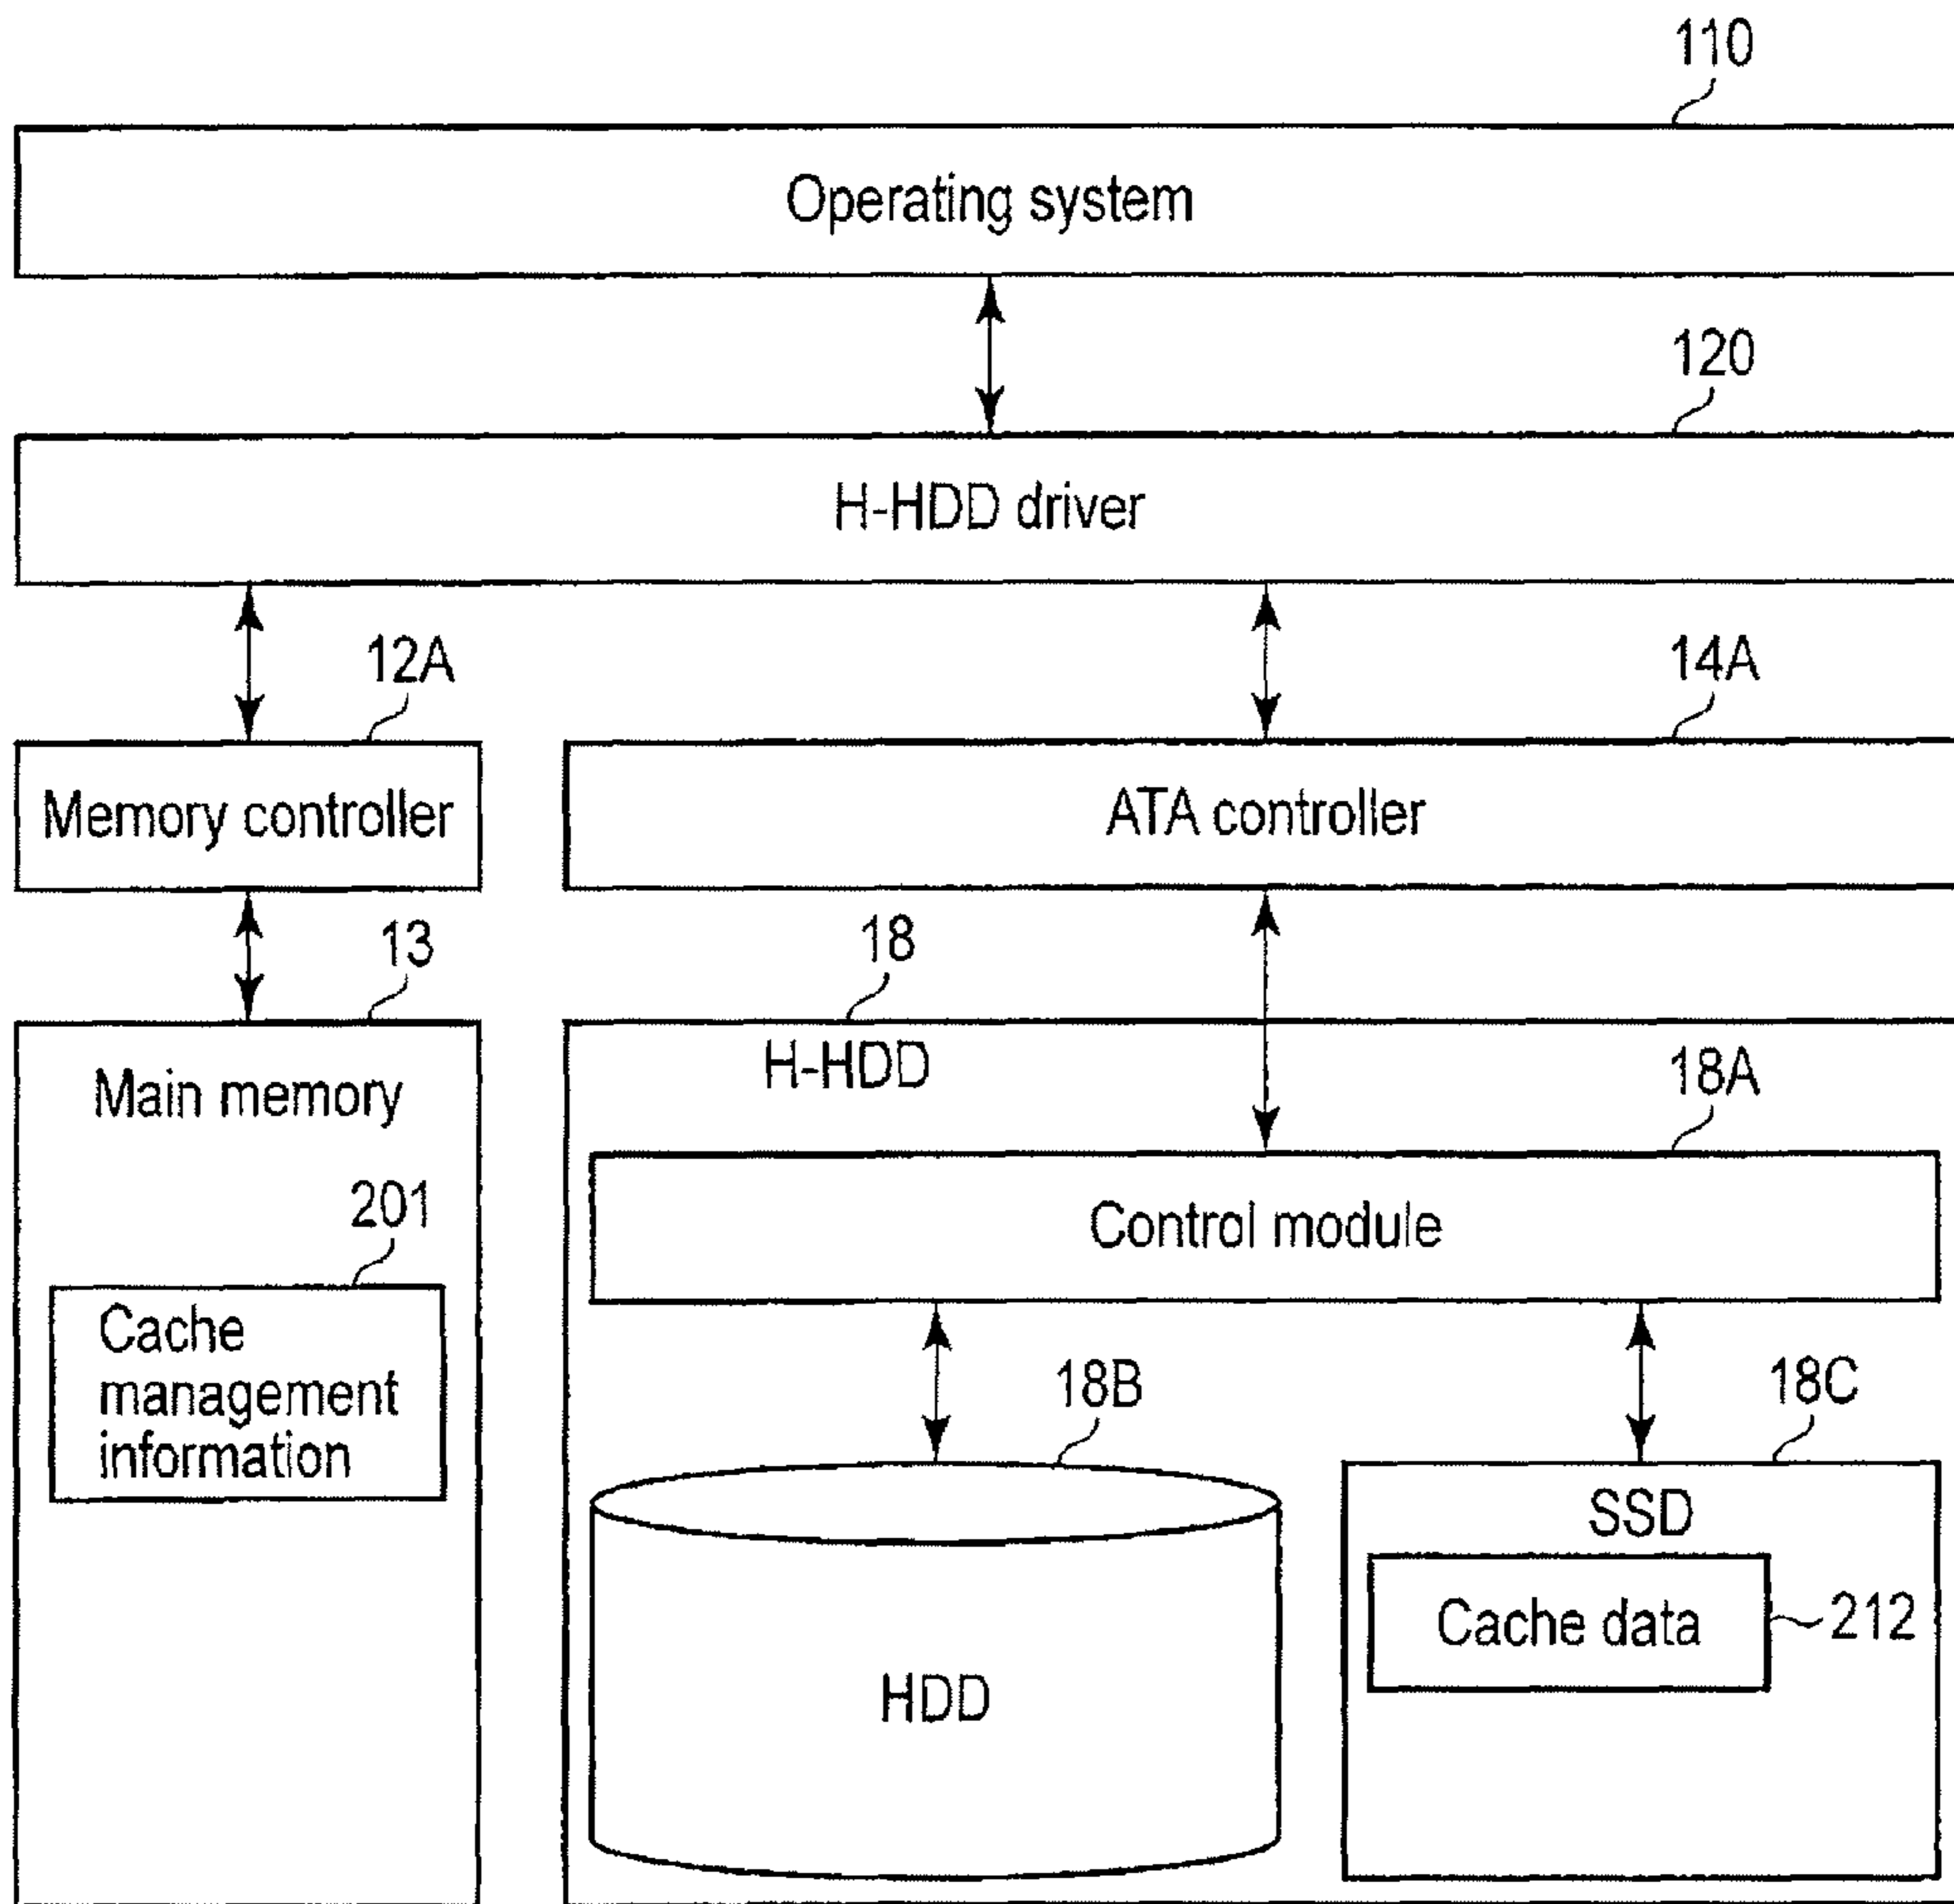 110
Operating system
120
H-HDD driver
12A
14A
Memory controller
ATA controller
13
18
Main memory
H-HDD
18A
Control module
201
Cache
management
information
18B
18C
HDD
SSD
Cache data
212